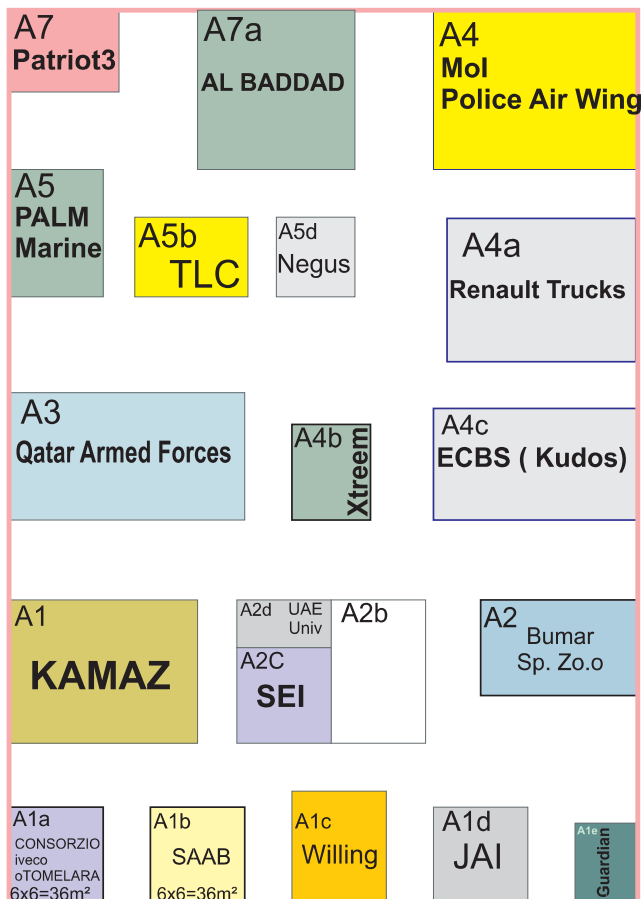 A7
Patriot3
A7a
AL BADDAD
A4
MoI
Police Air Wing
A5
PALM
Marine
A5b
TLC
A5d
Negus
A4a
Renault Trucks
A3
Qatar Armed Forces
A4b
Xtreem
A4c
ECBS ( Kudos)
A1
KAMAZ
A2d
UAE
Univ
A2b
A2C
SEI
A2
Bumar
Sp. Zo.o
A1a
CONSORZIO
iveco
oTOMELARA
6x6=36m²
A1b
SAAB
6x6=36m²
A1c
Willing
A1d
JAI
A1e
Guardian